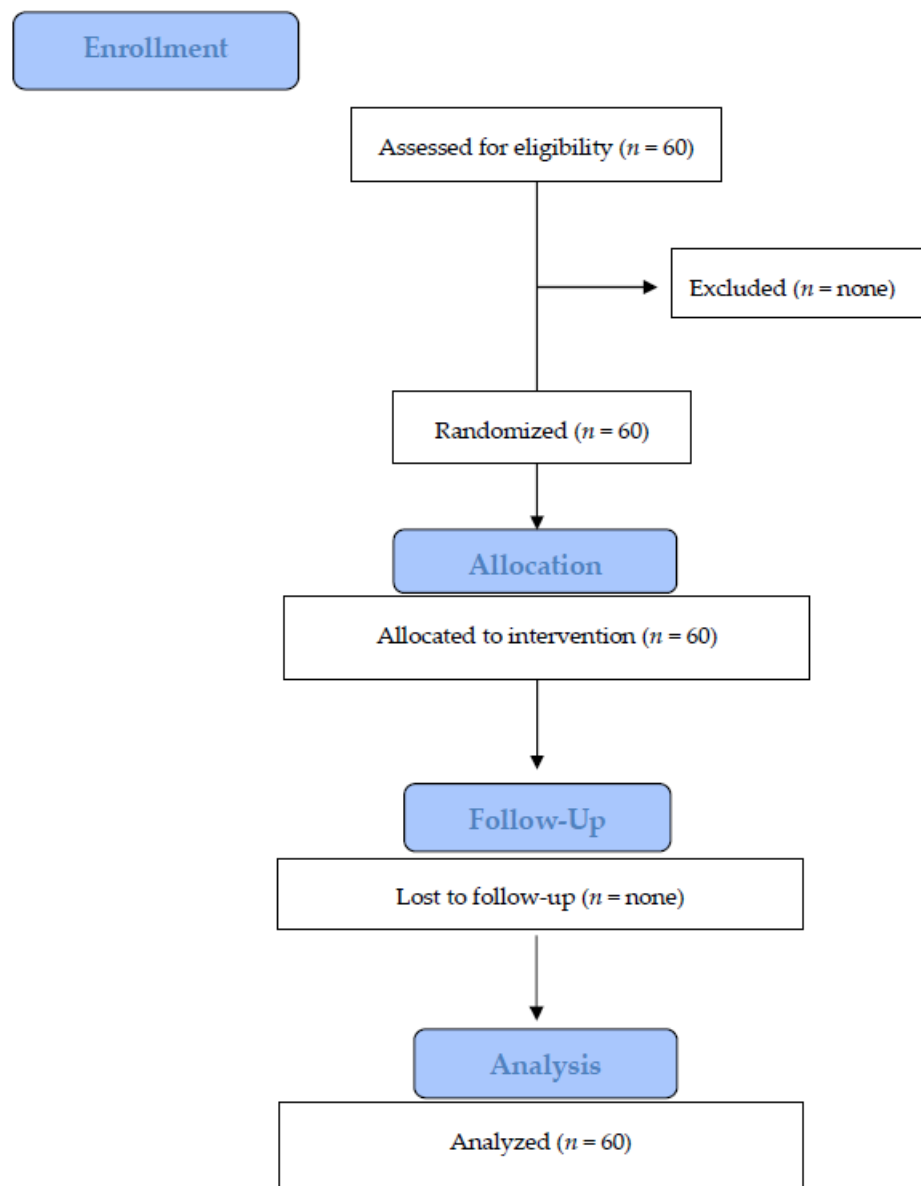 Enrollment
Assessed for eligibility (n = 60)
Excluded (n = none)
Randomized (n = 60)
Allocation
Allocated to intervention (n = 60)
Follow-Up
Lost to follow-up (n = none)
Analysis
Analyzed (n = 60)